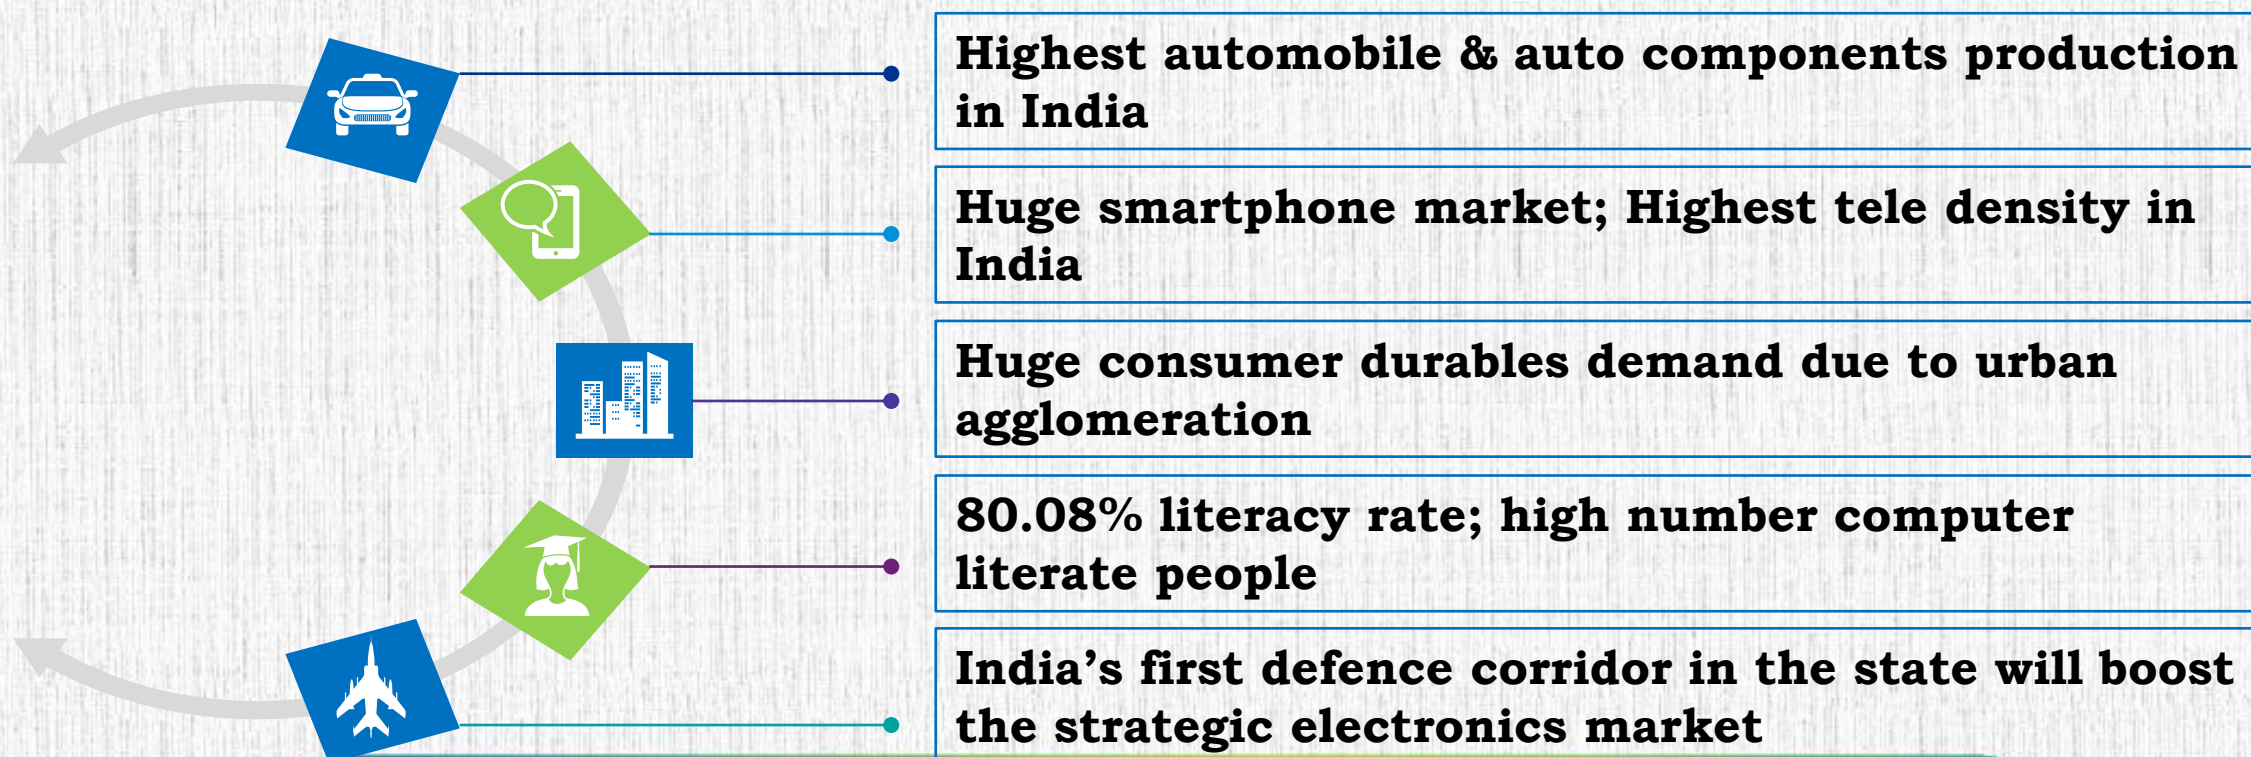 Highest automobile & auto components production
in India
Huge smartphone market; Highest tele density in
India
Huge consumer durables demand due to urban
agglomeration
80.08% literacy rate; high number computer
literate people
India’s first defence corridor in the state will boost
the strategic electronics market